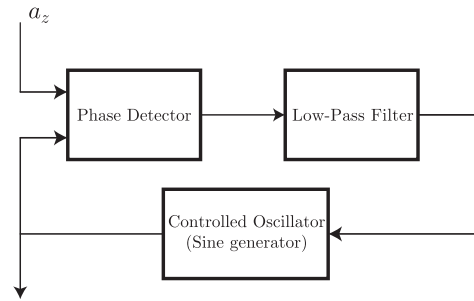 a_z
Phase Detector
Low-Pass Filter
Controlled Oscillator
(Sine generator)